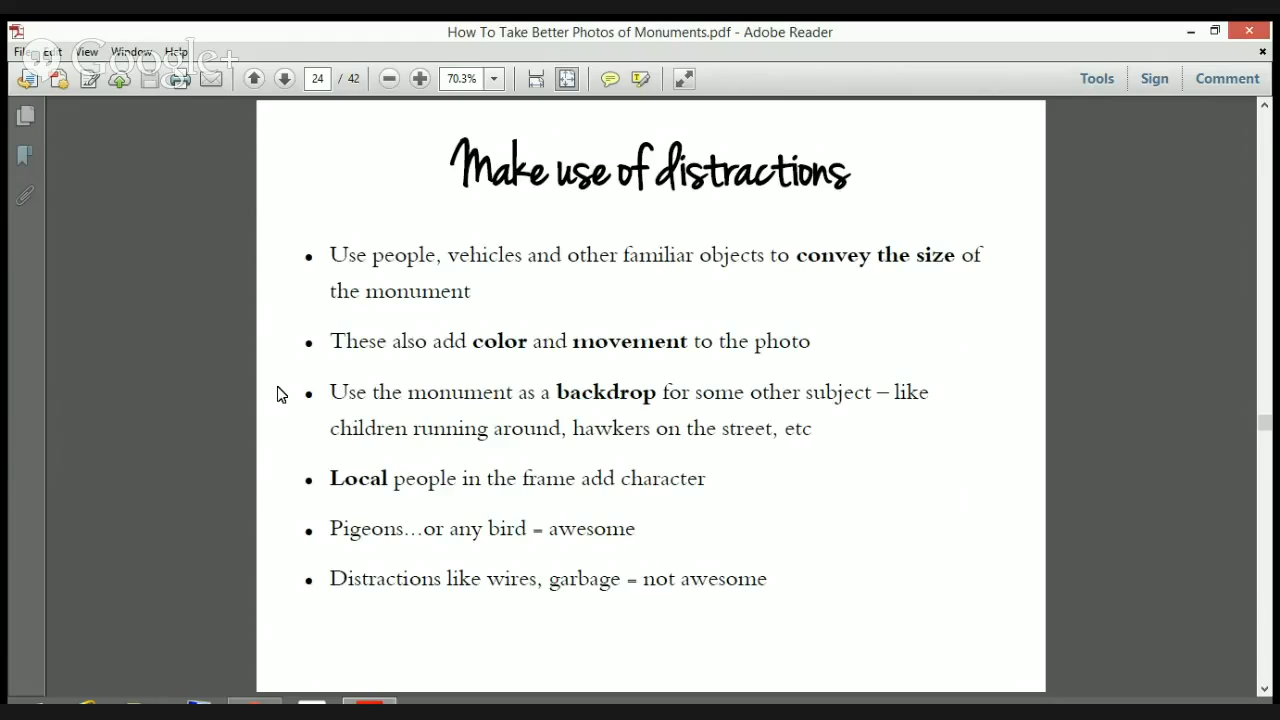 How To Take Better Photos of Monuments.pdf - Adobe Reader
File Edit View Window Help
Google+
24 / 42 70.3% Tools Sign Comment
Make use of distractions
• Use people, vehicles and other familiar objects to convey the size of
the monument
• These also add color and movement to the photo
• Use the monument as a backdrop for some other subject – like
children running around, hawkers on the street, etc
• Local people in the frame add character
• Pigeons...or any bird = awesome
• Distractions like wires, garbage = not awesome